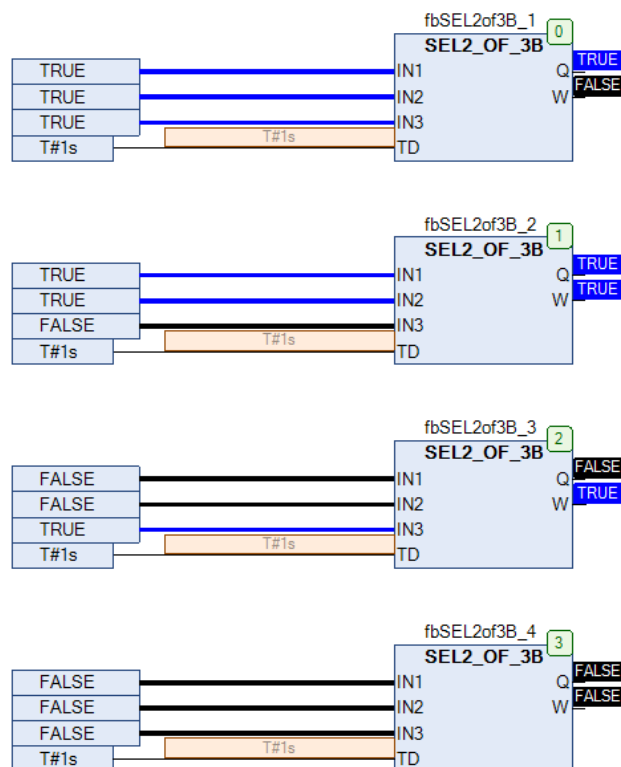 fbSEL2of3B_1
0
SEL2_OF_3B
TRUE IN1 Q TRUE
TRUE IN2 W FALSE
TRUE IN3
T#1s T#1s TD
fbSEL2of3B_2
1
SEL2_OF_3B
TRUE IN1 Q TRUE
TRUE IN2 W TRUE
FALSE IN3
T#1s T#1s TD
fbSEL2of3B_3
2
SEL2_OF_3B
FALSE IN1 Q FALSE
FALSE IN2 W TRUE
TRUE IN3
T#1s T#1s TD
fbSEL2of3B_4
3
SEL2_OF_3B
FALSE IN1 Q FALSE
FALSE IN2 W FALSE
FALSE IN3
T#1s T#1s TD